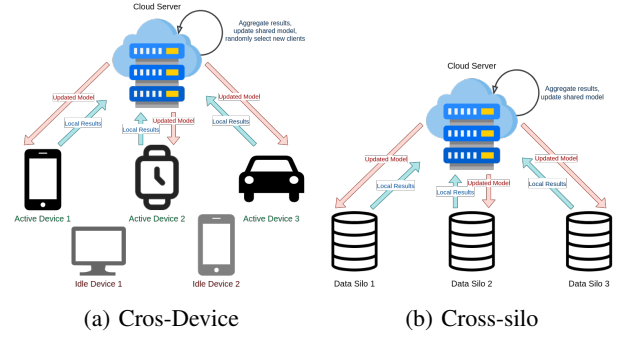 Cloud Server
Aggregate results,
update shared model,
randomly select new clients
Updated Model
Local Results
Local Results
Updated Model
Updated Model
Local Results
Active Device 1
Active Device 2
Active Device 3
Idle Device 1
Idle Device 2
(a) Cros-Device
Cloud Server
Aggregate results,
update shared model
Updated Model
Local Results
Local Results
Updated Model
Updated Model
Local Results
Data Silo 1
Data Silo 2
Data Silo 3
(b) Cross-silo